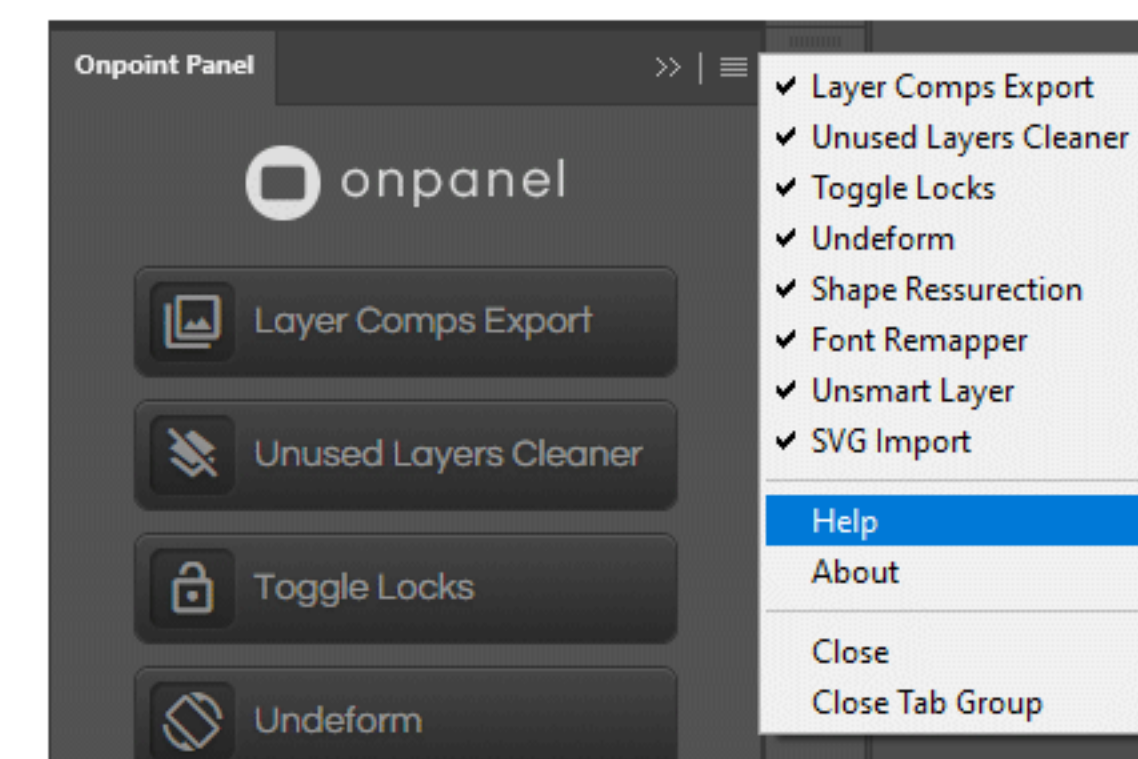 Onpoint Panel
onpanel
Layer Comps Export
Unused Layers Cleaner
Toggle Locks
Undeform
Layer Comps Export
Unused Layers Cleaner
Toggle Locks
Undeform
Shape Ressurection
Font Remapper
Unsmart Layer
SVG Import
Help
About
Close
Close Tab Group